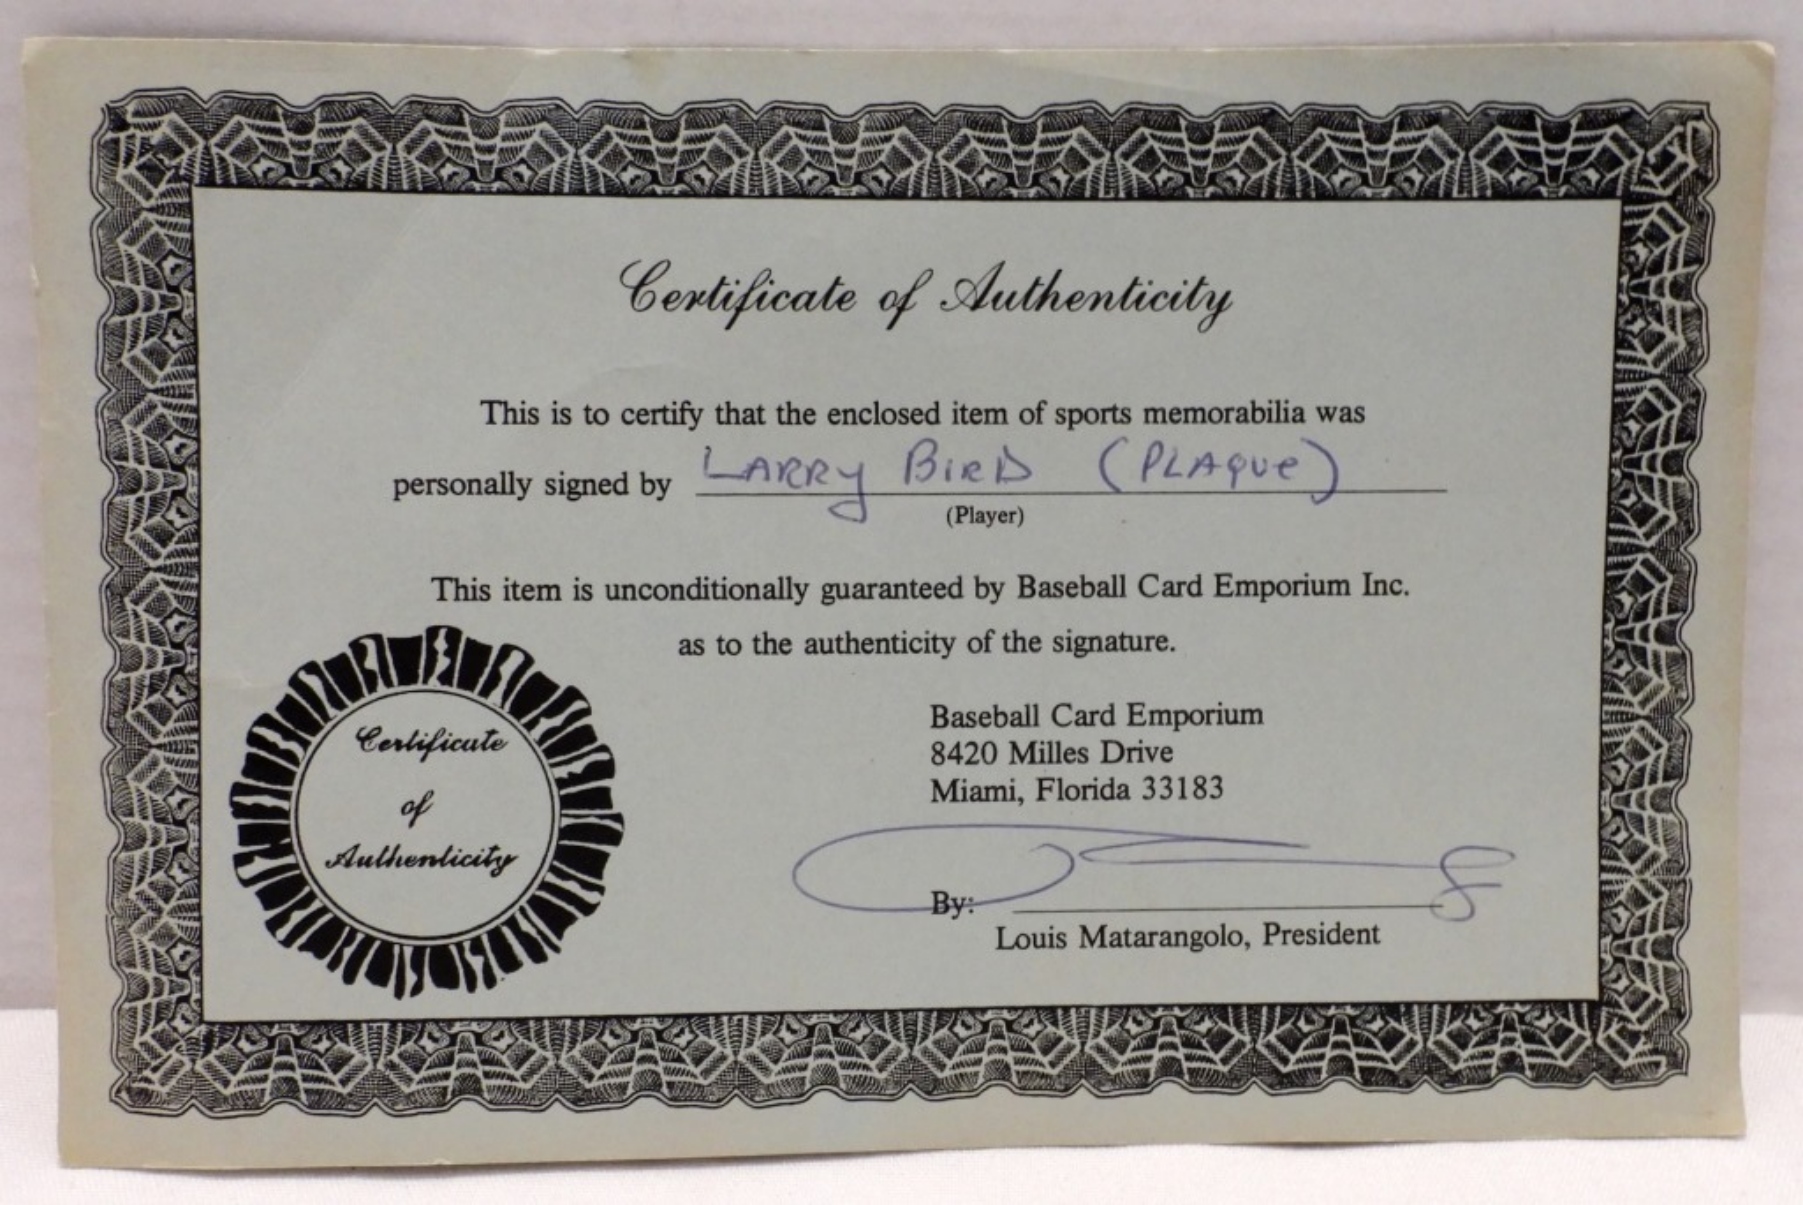 Certificate of Authenticity
This is to certify that the enclosed item of sports memorabilia was
personally signed by LARRY BIRD (PLAQUE)
(Player)
This item is unconditionally guaranteed by Baseball Card Emporium Inc.
as to the authenticity of the signature.
Certificate
of
Authenticity
Baseball Card Emporium
8420 Milles Drive
Miami, Florida 33183
By:
Louis Matarangolo, President